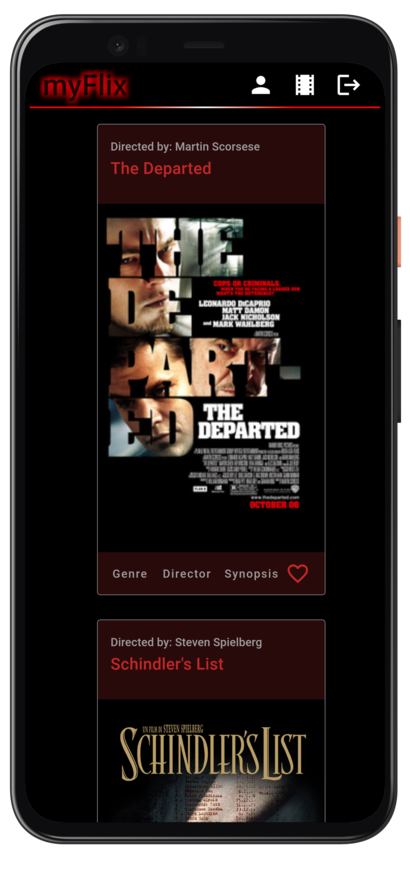 myFlix
Directed by: Martin Scorsese
The Departed
THE
DE
PART
ED
COPS OR CRIMINALS.
WHEN YOU'RE FACING A LOADED GUN
WHAT'S THE DIFFERENCE?
LEONARDO DiCAPRIO
MATT DAMON
JACK NICHOLSON
and MARK WAHLBERG
THE
DEPARTED
www.thedeparted.com
OCTOBER 06
Genre Director Synopsis
Directed by: Steven Spielberg
Schindler's List
UN FILM DI STEVEN SPIELBERG
SCHINDLER'S LIST